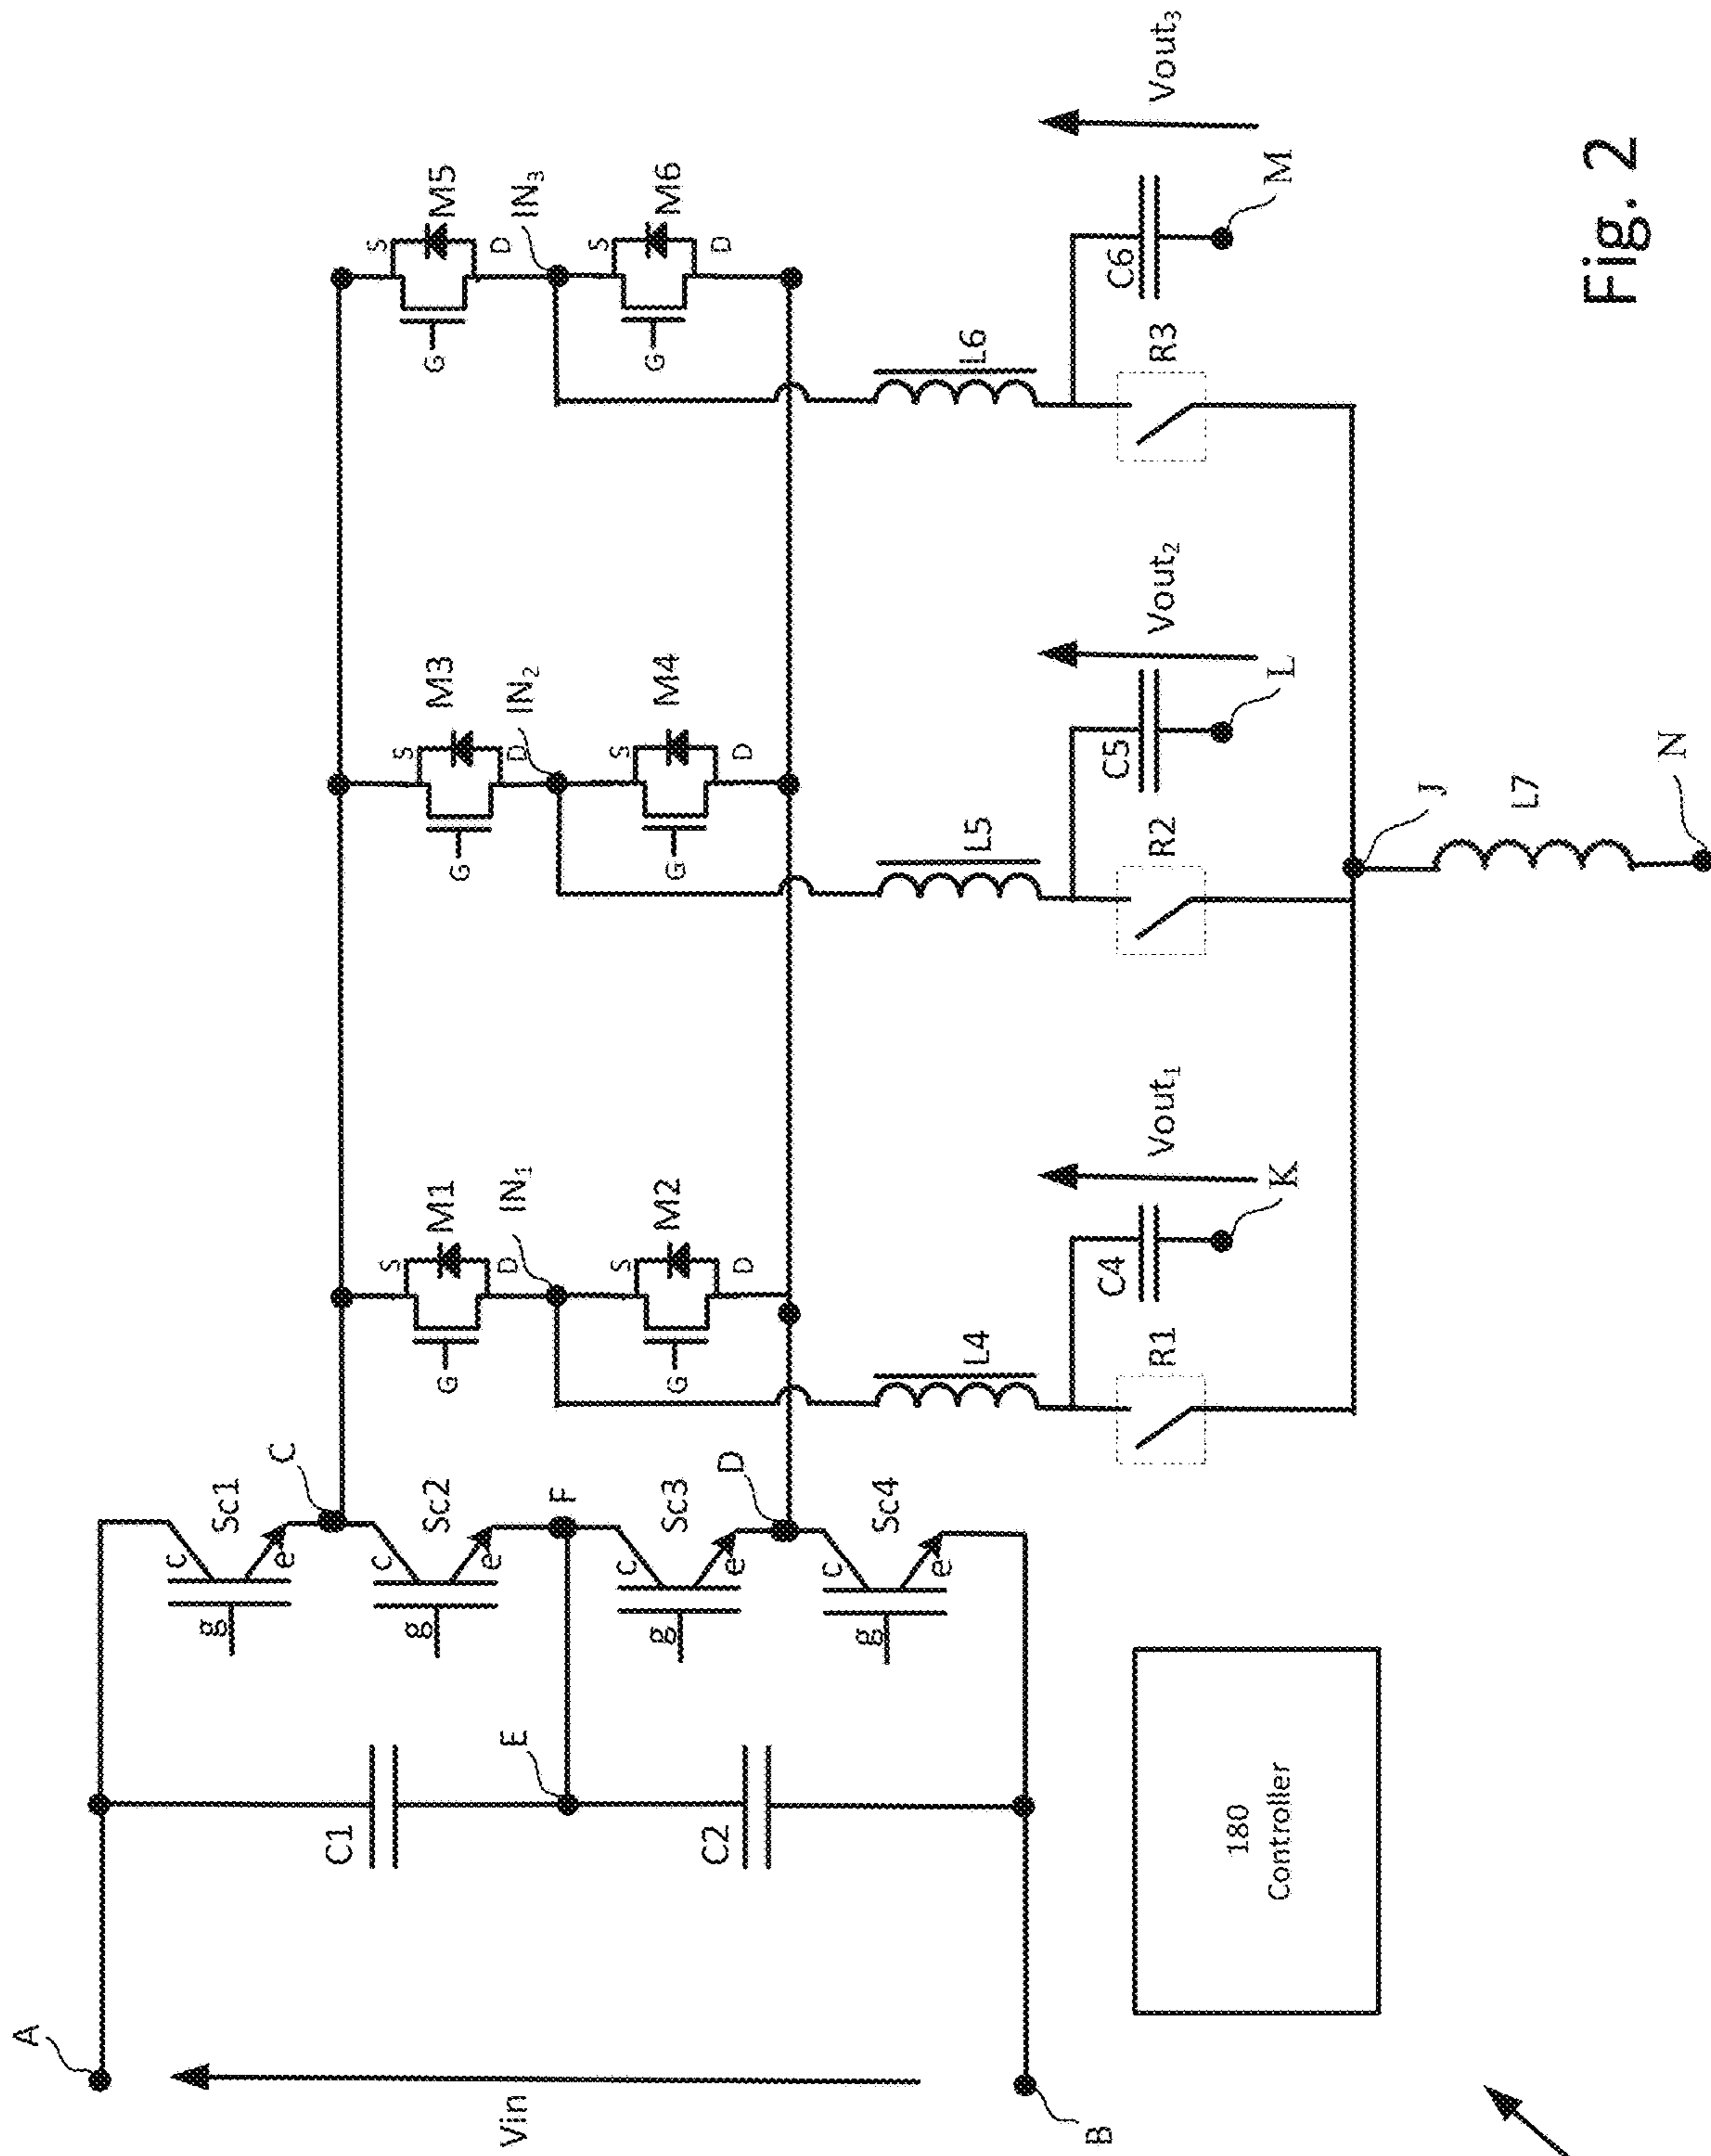 A
Vin
B
C1
C2
E
180
Controller
g
c
e
Sc1
C
g
c
e
Sc2
F
g
c
e
Sc3
D
g
c
e
Sc4
G
S
D
M1
IN₁
G
S
D
M2
L4
R1
C4
K
Vout₁
G
S
D
M3
IN₂
G
S
D
M4
L5
R2
C5
L
Vout₂
G
S
D
M5
IN₃
G
S
D
M6
L6
R3
C6
M
Vout₃
J
L7
N
Fig. 2